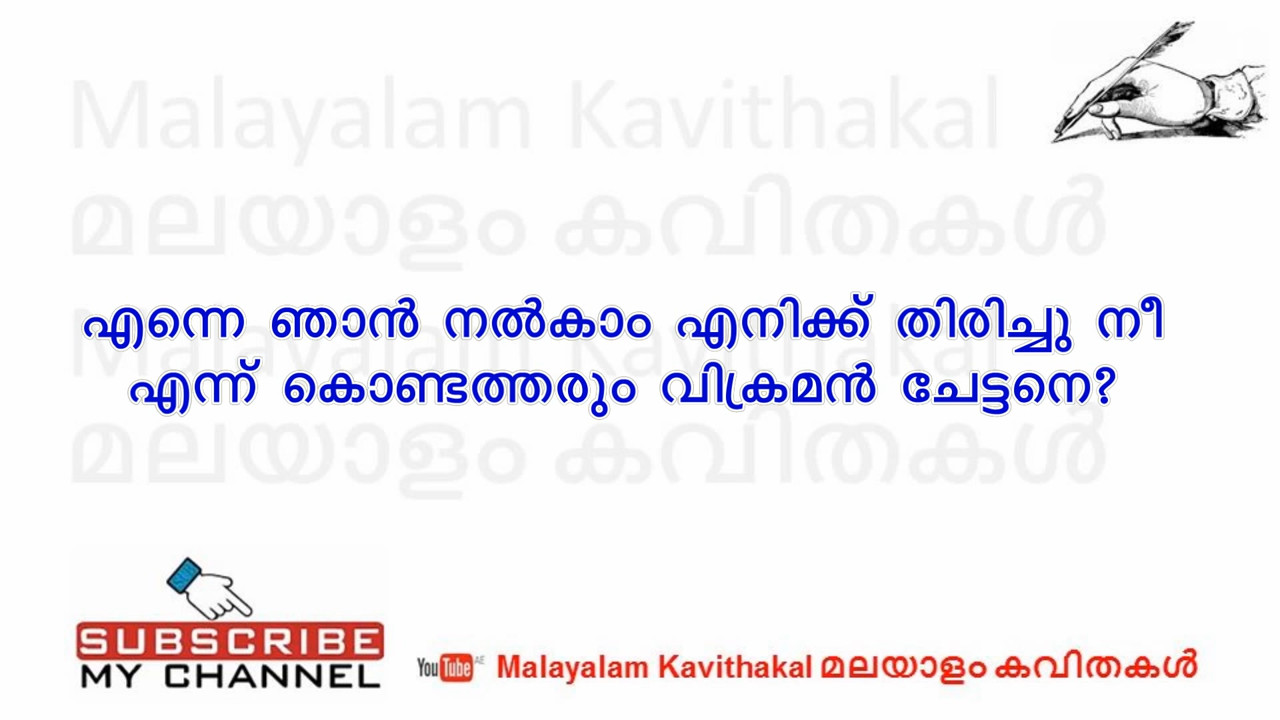 Malayalam Kavithakal
മലയാളം കവിതകൾ
എന്നെ ഞാൻ നൽകാം എനിക്ക് തിരിച്ചു നീ
Malayalam Kavithakal
എന്ന് കൊണ്ടത്തരും വിക്രമൻ ചേട്ടനെ?
മലയാളം കവിതകൾ
SUBSCRIBE
MY CHANNEL
YouTube AE Malayalam Kavithakal മലയാളം കവിതകൾ